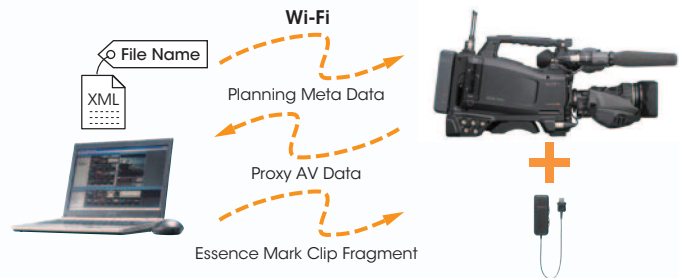 Wi-Fi
File Name
XML
Planning Meta Data
Proxy AV Data
Essence Mark Clip Fragment